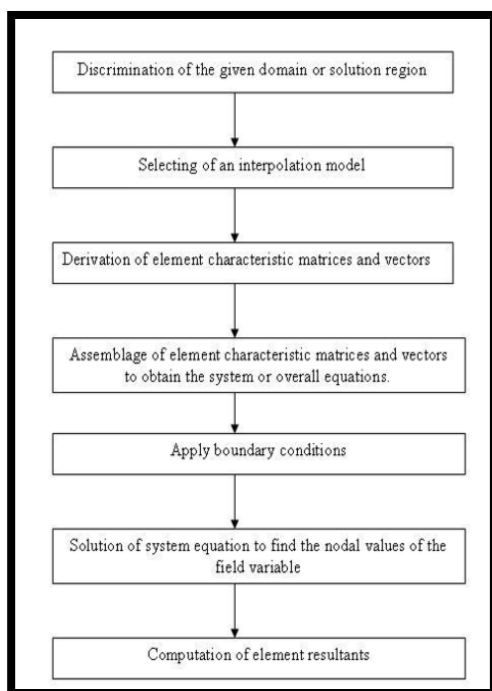 Discrimination of the given domain or solution region
Selecting of an interpolation model
Derivation of element characteristic matrices and vectors
Assemblage of element characteristic matrices and vectors
to obtain the system or overall equations.
Apply boundary conditions
Solution of system equation to find the nodal values of the
field variable
Computation of element resultants